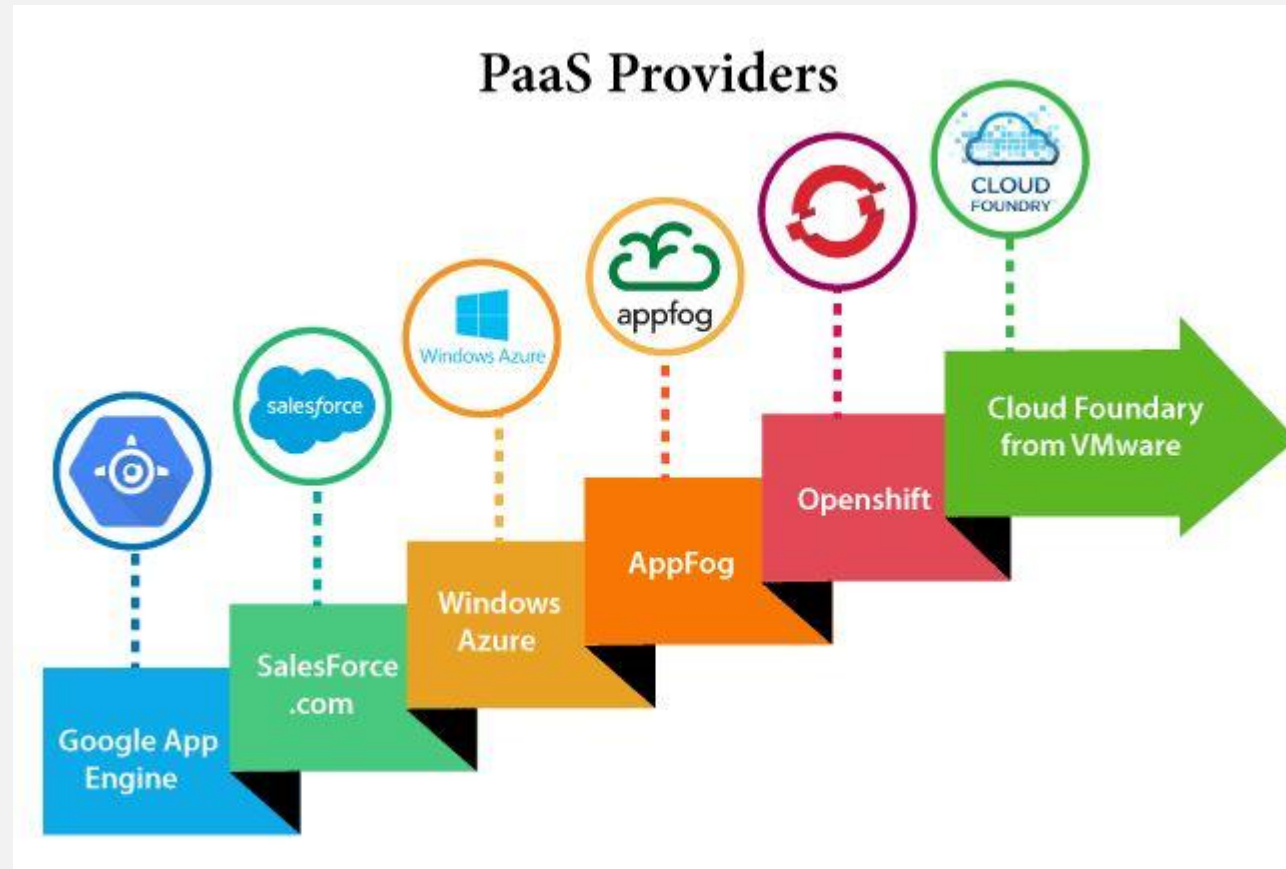 PaaS Providers
CLOUD
FOUNDRY
appfog
Windows Azure
salesforce
Cloud Foundary
from VMware
Openshift
AppFog
Windows
Azure
SalesForce
.com
Google App
Engine